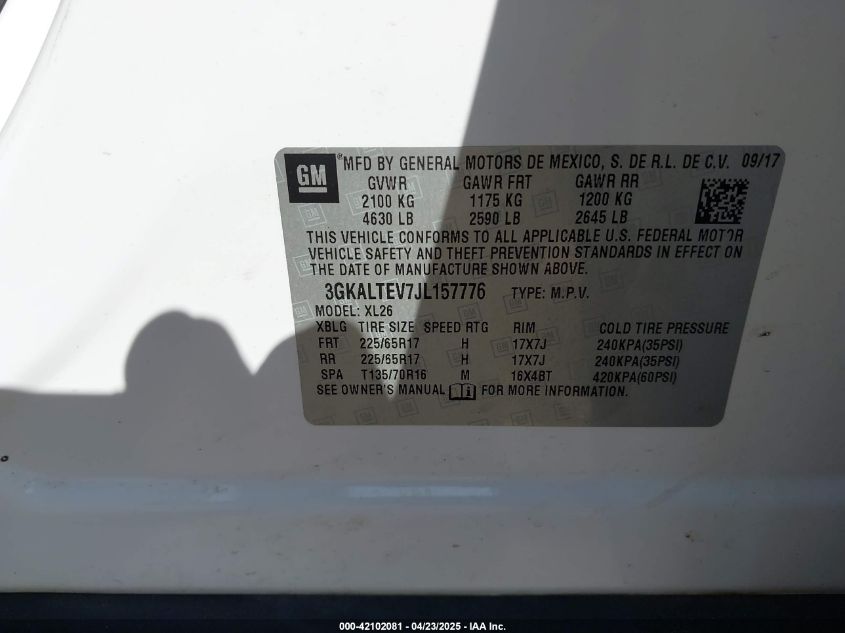 GM ®MFD BY GENERAL MOTORS DE MEXICO, S. DE R.L. DE C.V. 09/17
GVWR GAWR FRT GAWR RR
2100 KG 1175 KG 1200 KG
4630 LB 2590 LB 2645 LB
THIS VEHICLE CONFORMS TO ALL APPLICABLE U.S. FEDERAL MOTOR
VEHICLE SAFETY AND THEFT PREVENTION STANDARDS IN EFFECT ON
THE DATE OF MANUFACTURE SHOWN ABOVE.
3GKALTEV7JL157776 TYPE: M.P.V.
MODEL: XL26
XBLG TIRE SIZE SPEED RTG RIM COLD TIRE PRESSURE
FRT 225/65R17 H 17X7J 240KPA(35PSI)
RR 225/65R17 H 17X7J 240KPA(35PSI)
SPA T135/70R16 M 16X4BT 420KPA(60PSI)
SEE OWNER'S MANUAL FOR MORE INFORMATION.
000-42102081 - 04/23/2025 - IAA Inc.